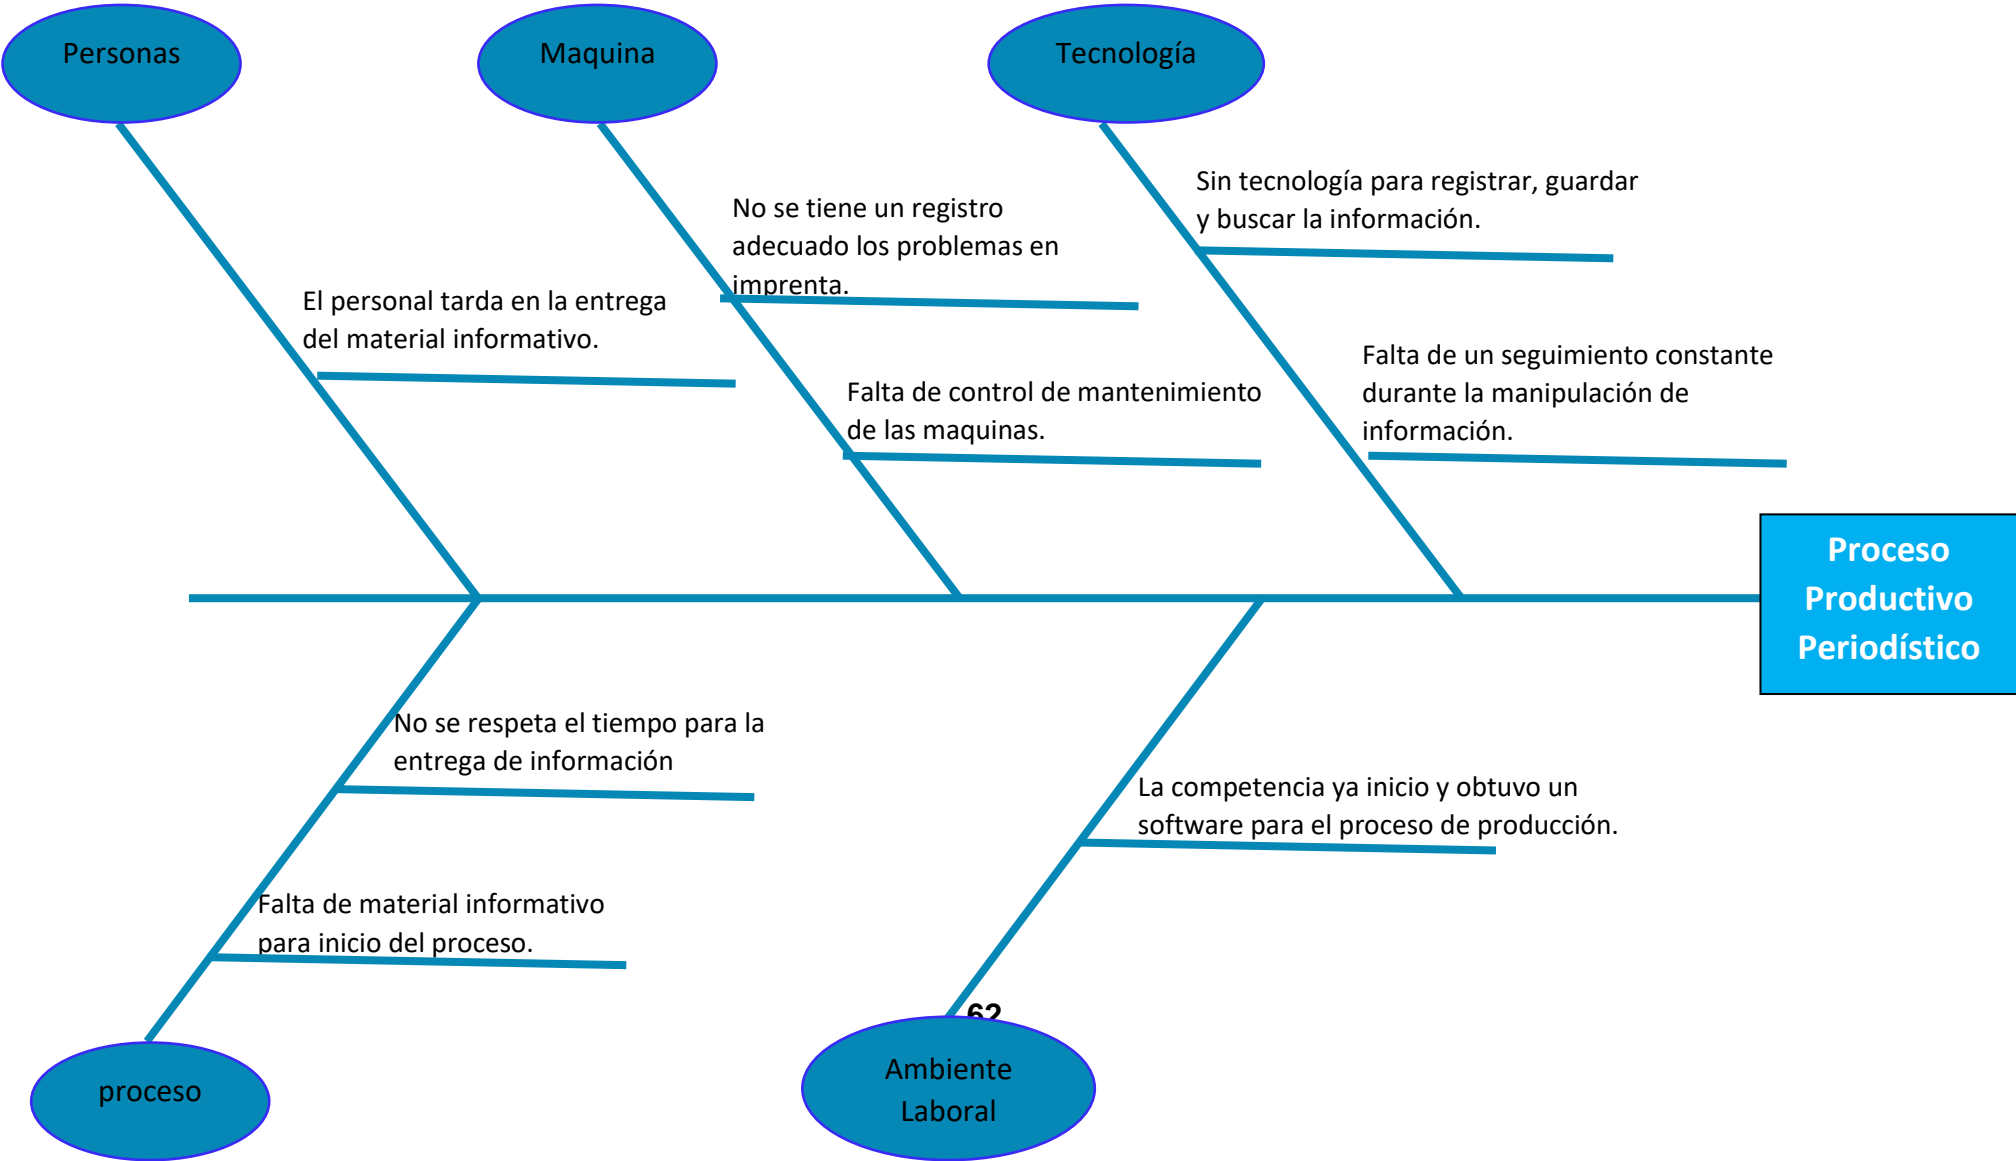 Personas
Maquina
Tecnología
Sin tecnología para registrar, guardar
y buscar la información.
No se tiene un registro
adecuado los problemas en
imprenta.
El personal tarda en la entrega
del material informativo.
Falta de un seguimiento constante
durante la manipulación de
información.
Falta de control de mantenimiento
de las maquinas.
Proceso
Productivo
Periodístico
No se respeta el tiempo para la
entrega de información
La competencia ya inicio y obtuvo un
software para el proceso de producción.
Falta de material informativo
para inicio del proceso.
62
Ambiente
Laboral
proceso